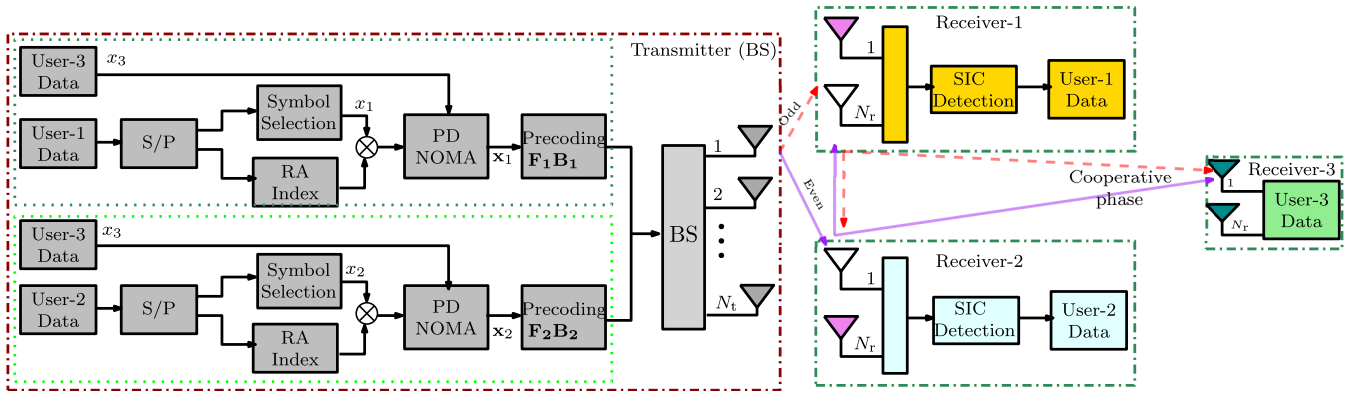 Transmitter (BS)
User-3
Data
x₃
User-1
Data
S/P
Symbol
Selection
x₁
RA
Index
PD
NOMA
𝐱₁
Precoding
𝐅₁𝐁₁
User-3
Data
x₃
User-2
Data
S/P
Symbol
Selection
x₂
RA
Index
PD
NOMA
𝐱₂
Precoding
𝐅₂𝐁₂
BS
1
2
Nₜ
Odd
Even
Receiver-1
1
Nᵣ
SIC
Detection
User-1
Data
Cooperative
phase
Receiver-2
1
Nᵣ
SIC
Detection
User-2
Data
Receiver-3
1
Nᵣ
User-3
Data